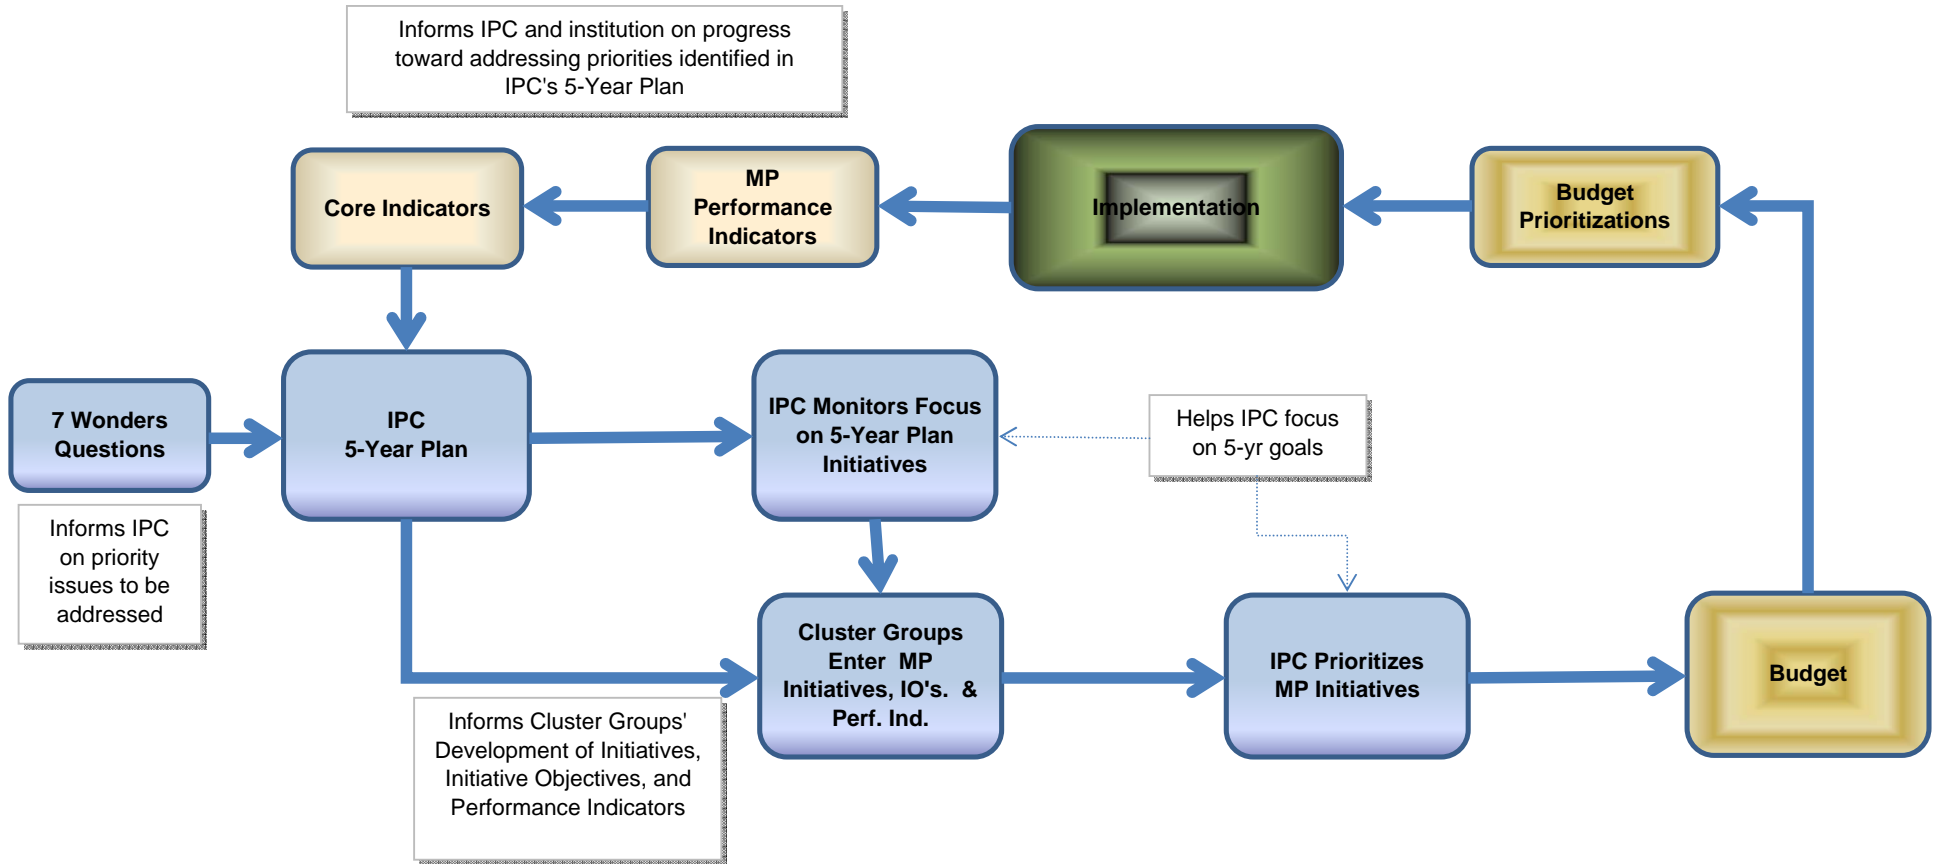 Informs IPC and institution on progress
toward addressing priorities identified in
IPC's 5-Year Plan
Core Indicators
MP
Performance
Indicators
Implementation
Budget
Prioritizations
7 Wonders
Questions
IPC
5-Year Plan
IPC Monitors Focus
on 5-Year Plan
Initiatives
Helps IPC focus
on 5-yr goals
Informs IPC
on priority
issues to be
addressed
Cluster Groups
Enter  MP
Initiatives, IO's.  &
Perf. Ind.
IPC Prioritizes
MP Initiatives
Budget
Informs Cluster Groups'
Development of Initiatives,
Initiative Objectives, and
Performance Indicators